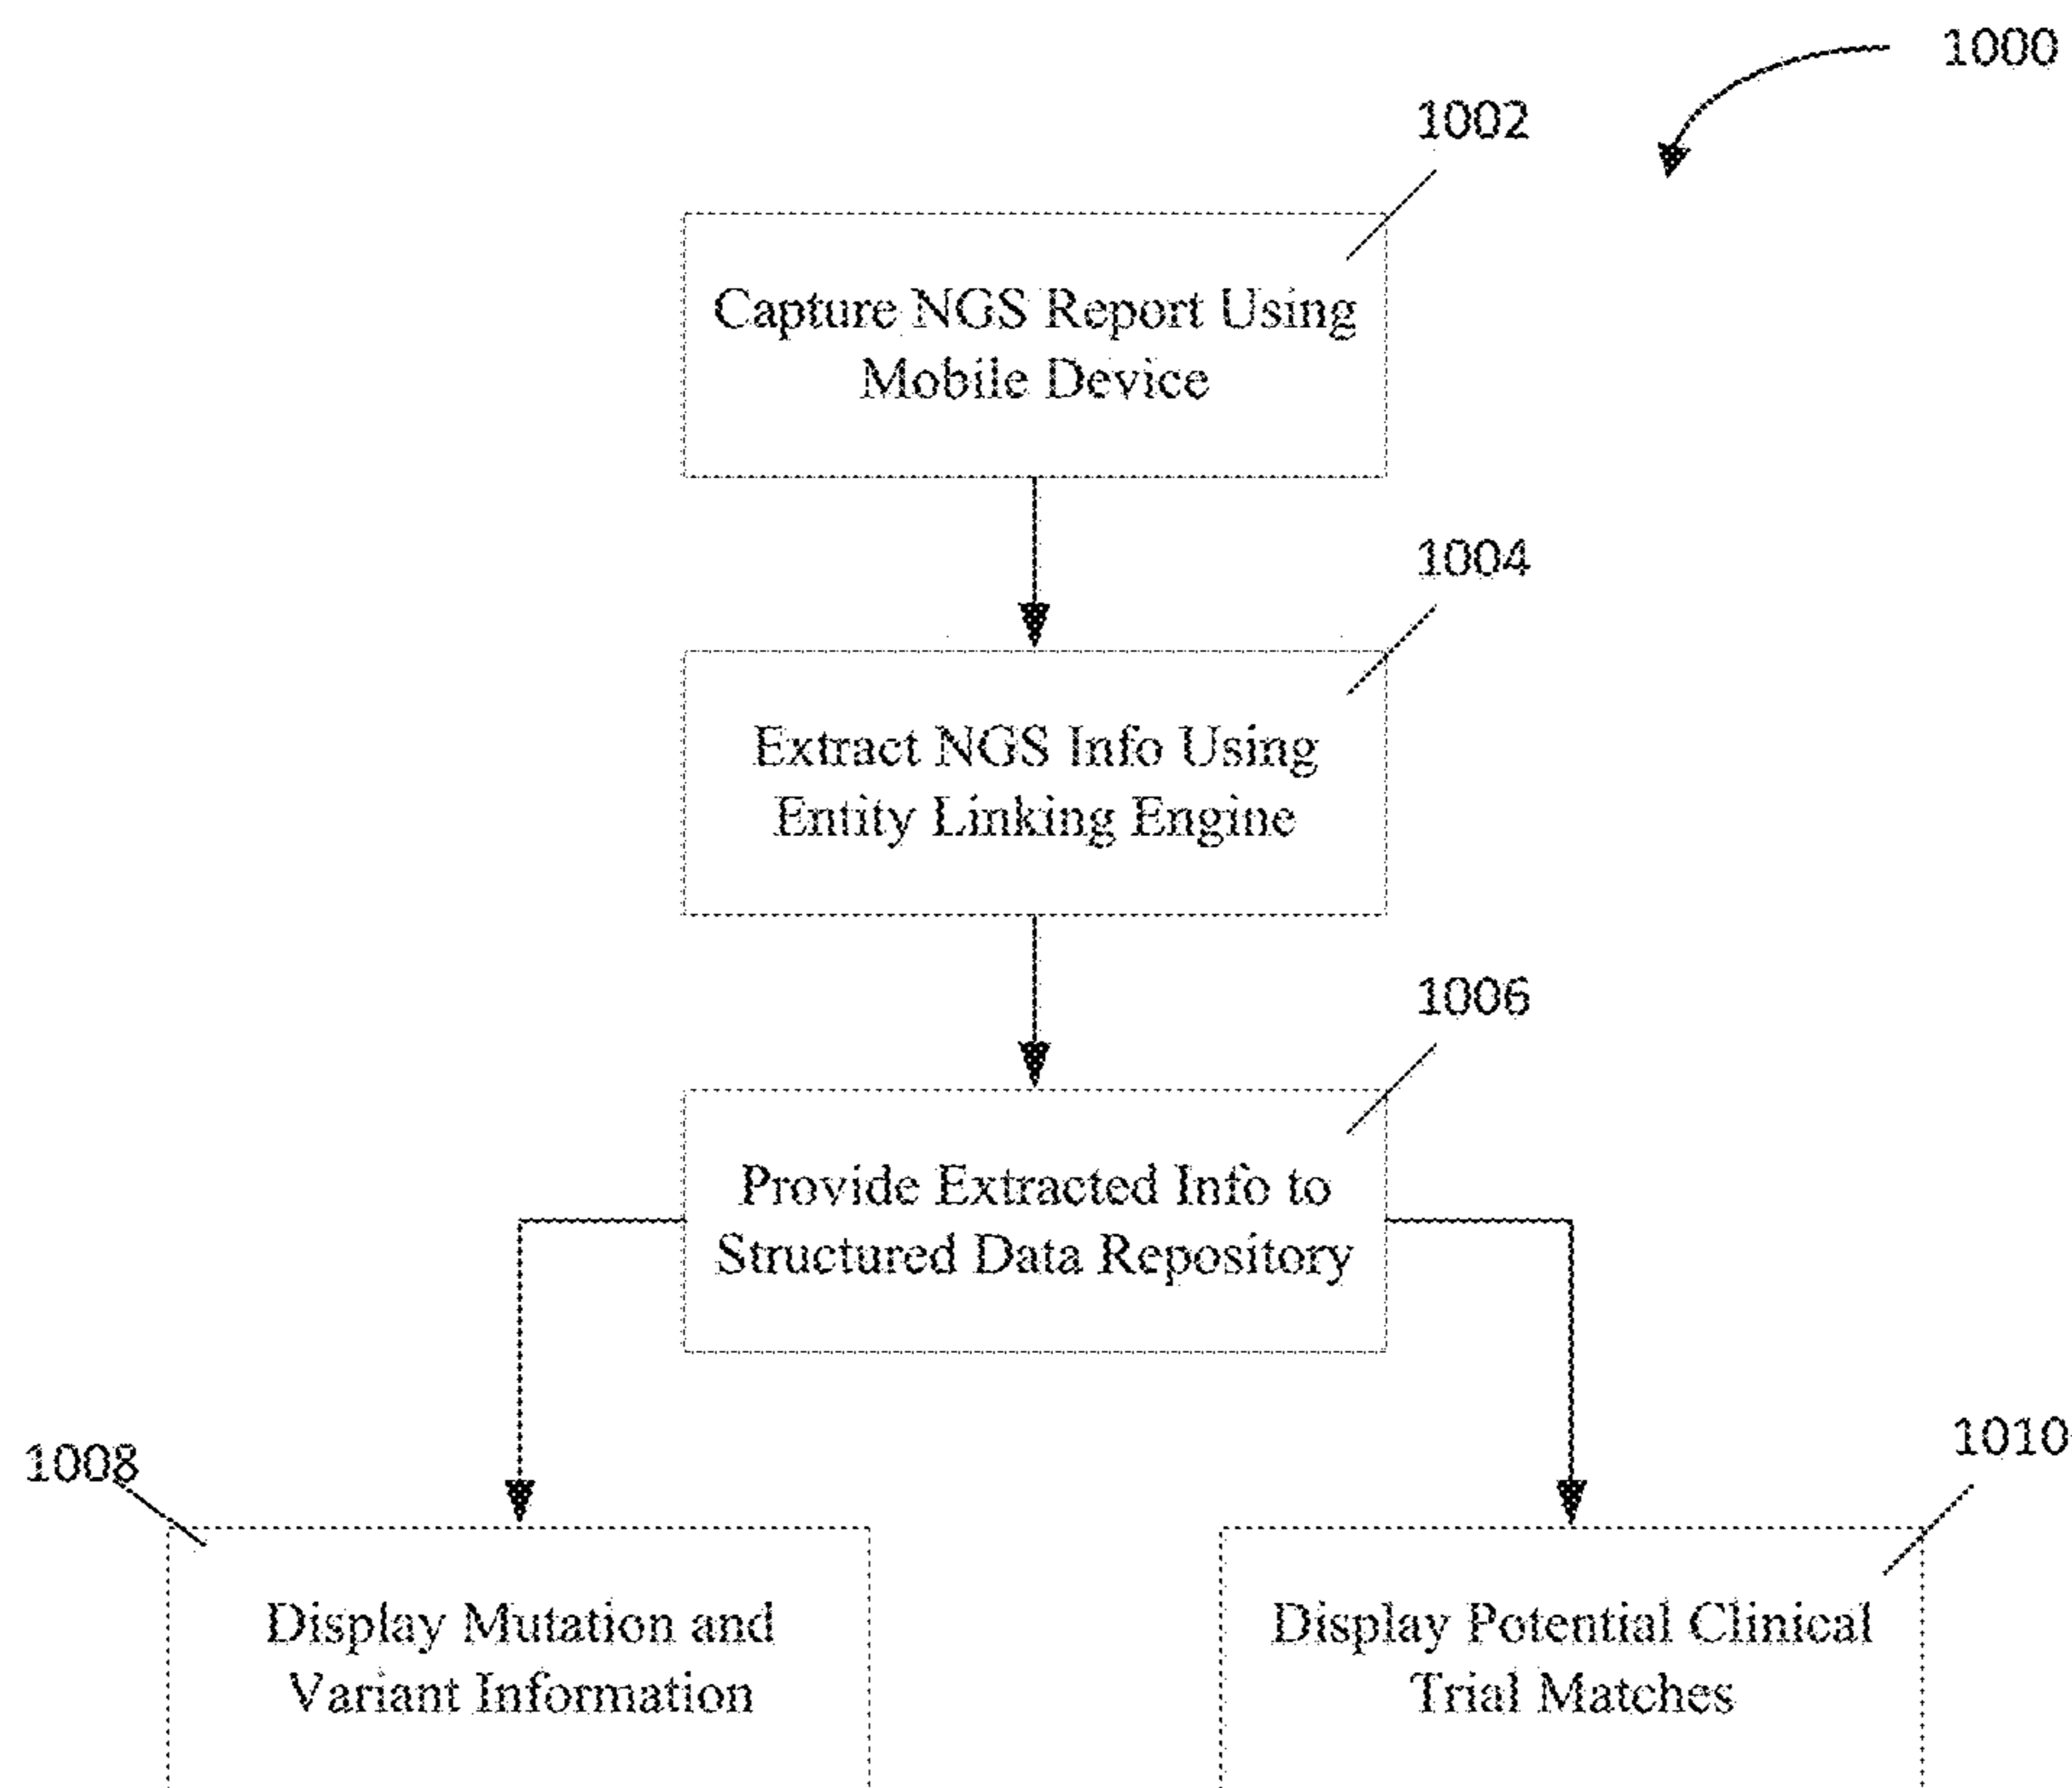 1000
1002
Capture NGS Report Using
Mobile Device
1004
Extract NGS Info Using
Entity Linking Engine
1006
Provide Extracted Info to
Structured Data Repository
1008
Display Mutation and
Variant Information
1010
Display Potential Clinical
Trial Matches